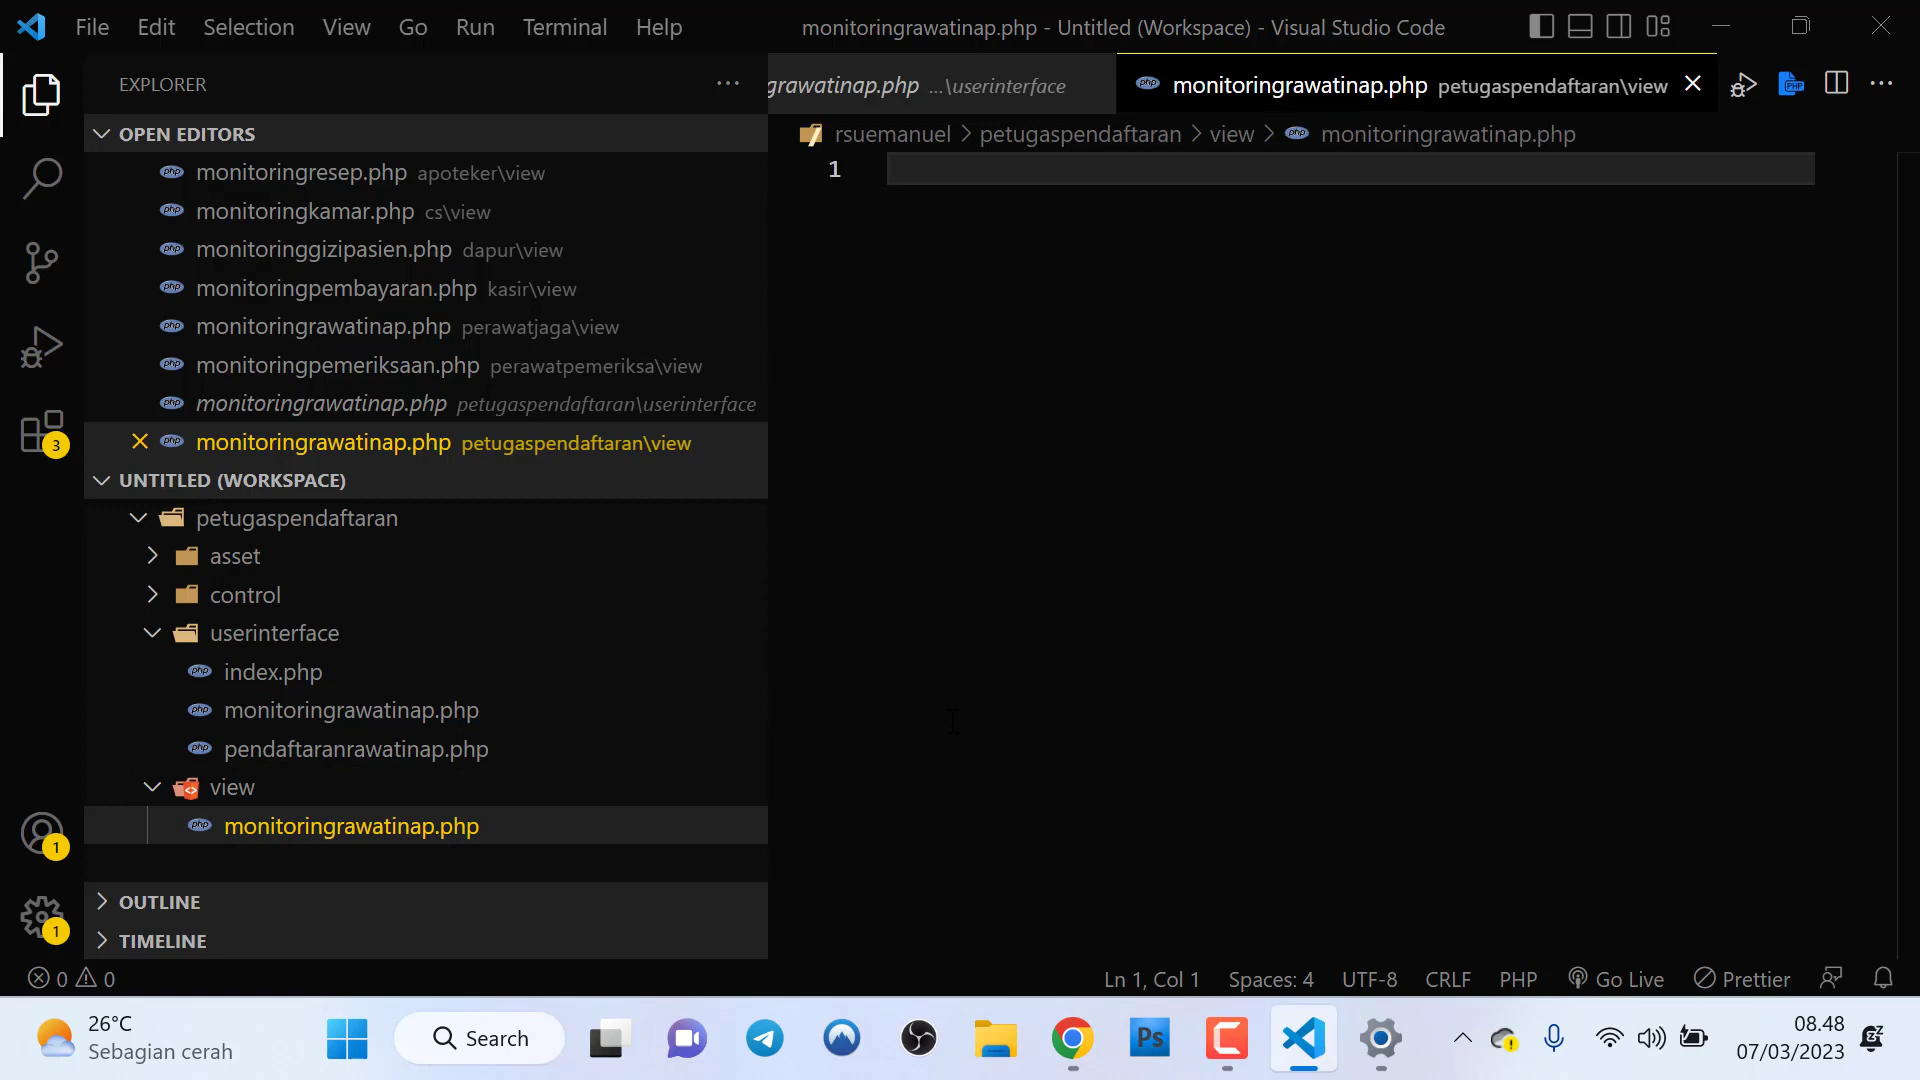 File Edit Selection View Go Run Terminal Help
monitoringrawatinap.php - Untitled (Workspace) - Visual Studio Code
EXPLORER
grawatinap.php ...\userinterface
monitoringrawatinap.php petugaspendaftaran\view
OPEN EDITORS
rsuemanuel > petugaspendaftaran > view > monitoringrawatinap.php
1
monitoringresep.php apoteker\view
monitoringkamar.php cs\view
monitoringgizipasien.php dapur\view
monitoringpembayaran.php kasir\view
monitoringrawatinap.php perawatjaga\view
monitoringpemeriksaan.php perawatpemeriksa\view
monitoringrawatinap.php petugaspendaftaran\userinterface
monitoringrawatinap.php petugaspendaftaran\view
UNTITLED (WORKSPACE)
petugaspendaftaran
asset
control
userinterface
index.php
monitoringrawatinap.php
pendaftaranrawatinap.php
view
monitoringrawatinap.php
OUTLINE
TIMELINE
3
1
1
0 0
Ln 1, Col 1 Spaces: 4 UTF-8 CRLF PHP Go Live Prettier
26°C
Sebagian cerah
Search
Ps
08.48
07/03/2023